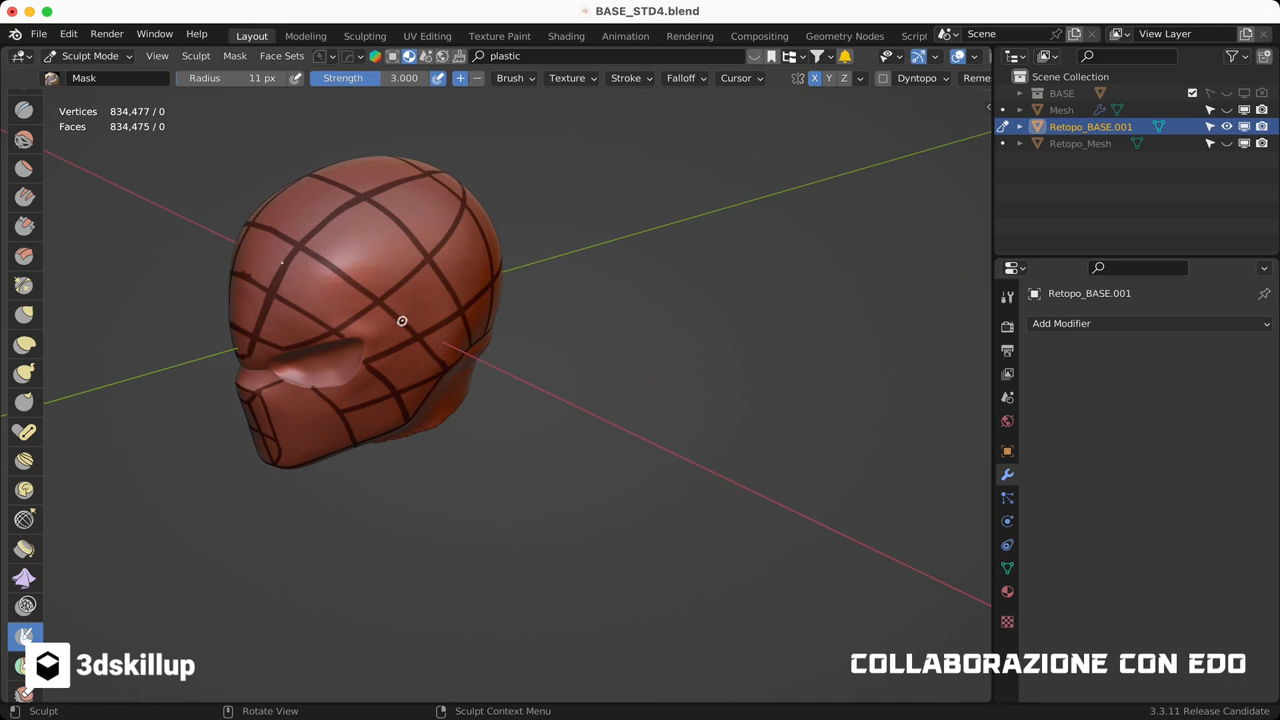 BASE_STD4.blend
File Edit Render Window Help Layout Modeling Sculpting UV Editing Texture Paint Shading Animation Rendering Compositing Geometry Nodes Script Scene View Layer
Sculpt Mode View Sculpt Mask Face Sets plastic
Mask Radius 11 px Strength 3.000 Brush Texture Stroke Falloff Cursor X Y Z Dyntopo Reme
Scene Collection
BASE
Mesh
Retopo_BASE.001
Retopo_Mesh
Vertices 834,477 / 0
Faces 834,475 / 0
Retopo_BASE.001
Add Modifier
3dskillup
COLLABORAZIONE CON EDO
Sculpt Rotate View Sculpt Context Menu 3.3.11 Release Candidate